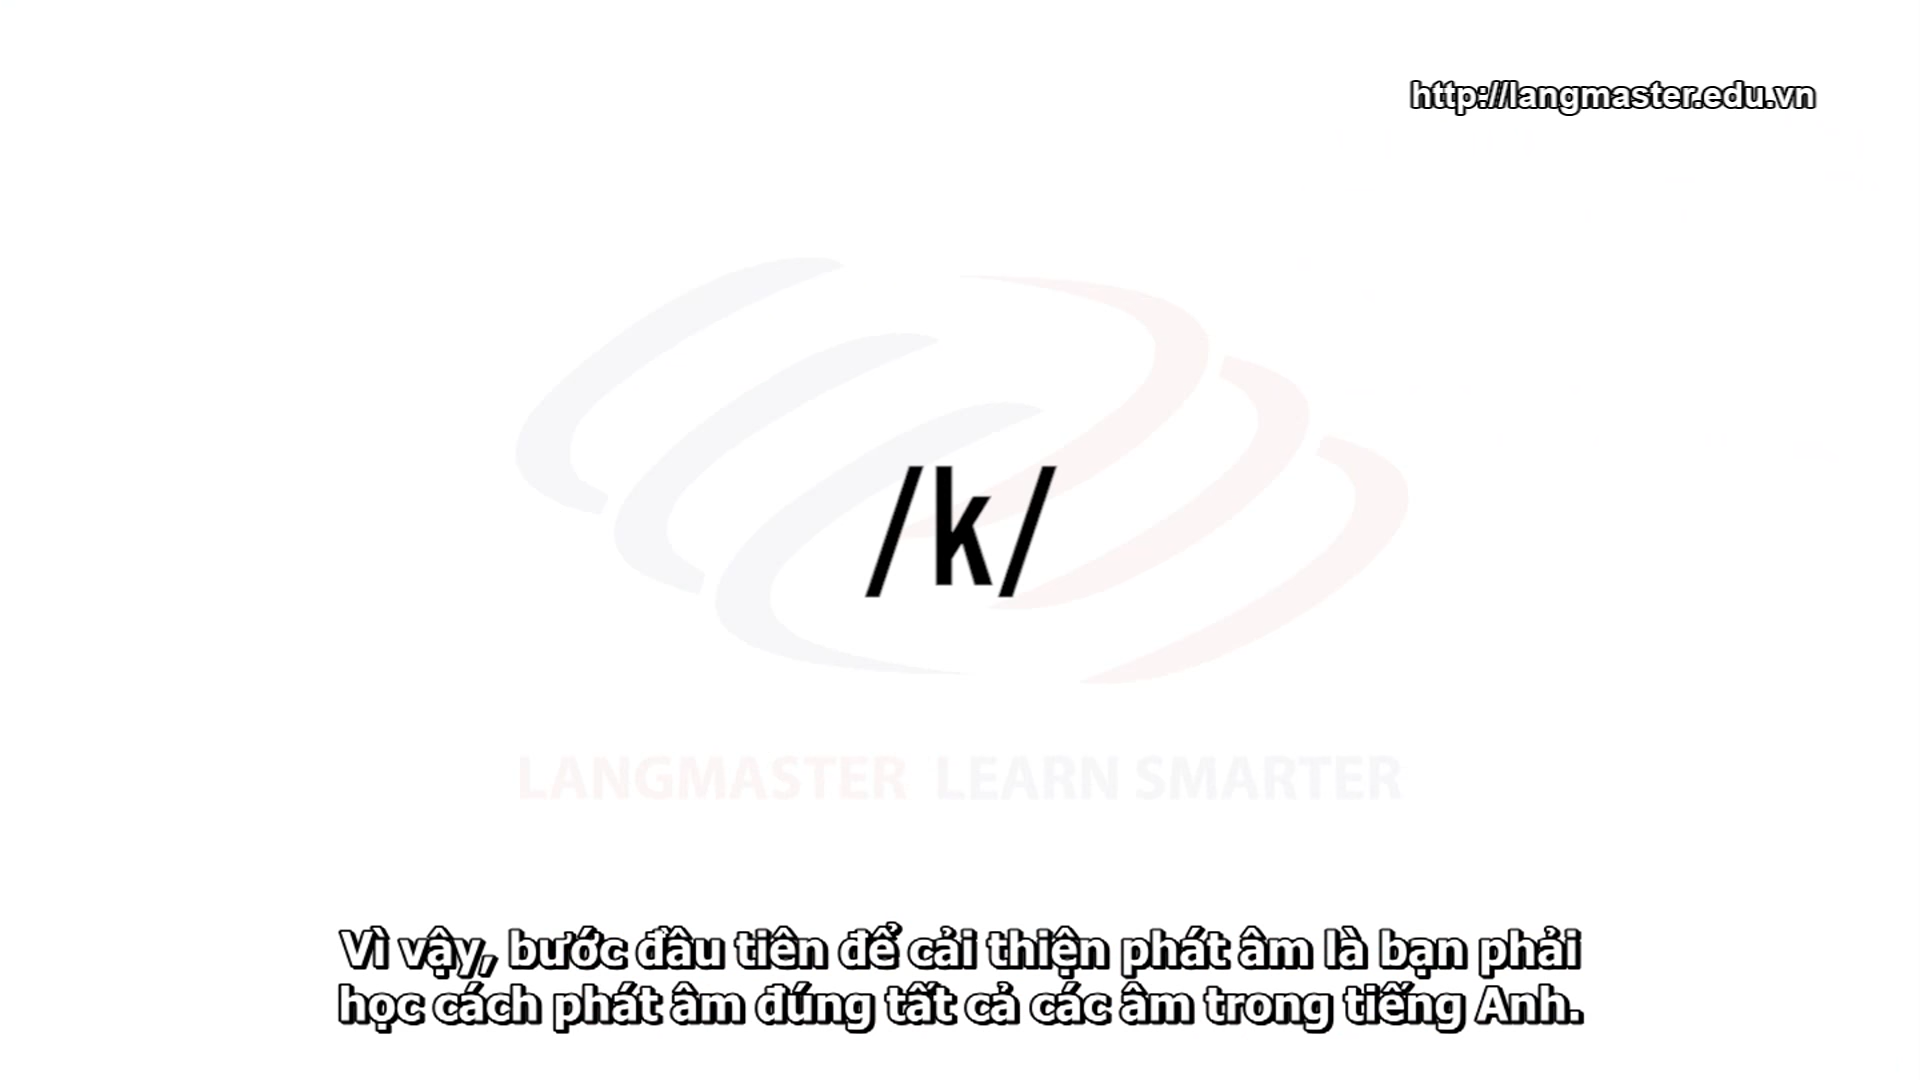 http://langmaster.edu.vn
/k/
LANGMASTER LEARN SMARTER
Vì vậy, bước đầu tiên để cải thiện phát âm là bạn phải
học cách phát âm đúng tất cả các âm trong tiếng Anh.